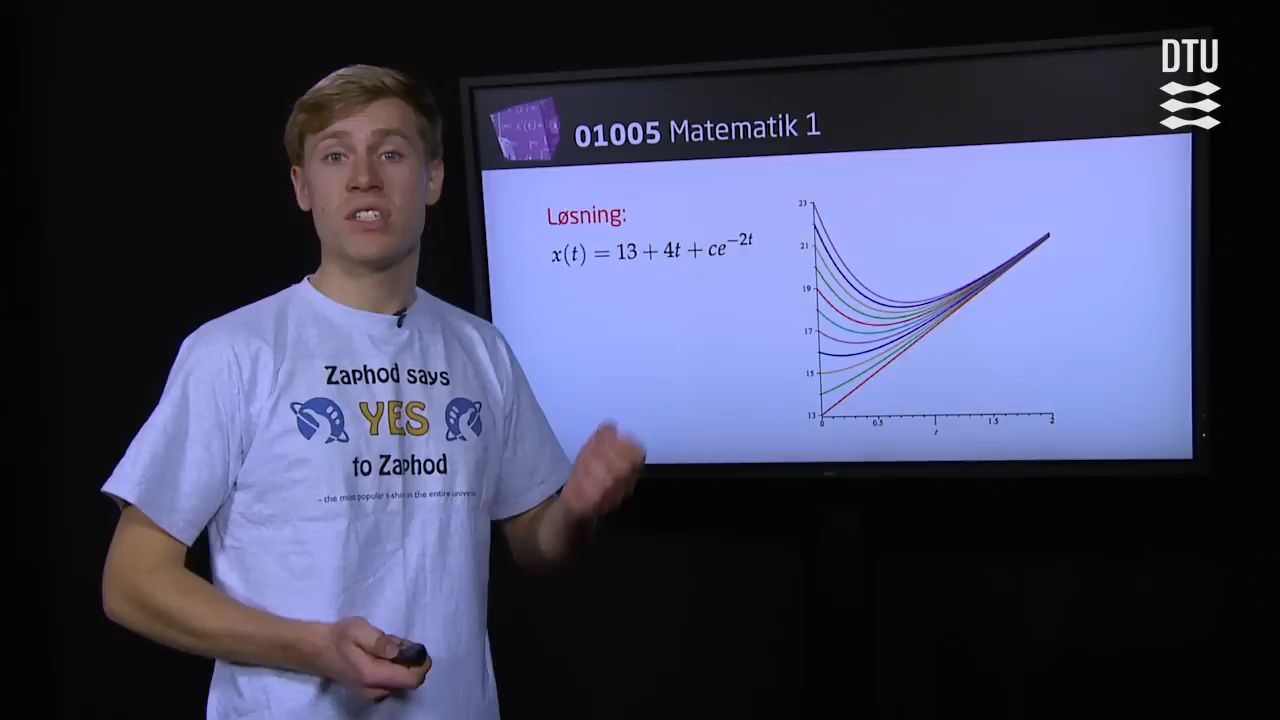 DTU
01005 Matematik 1
Løsning:
x(t) = 13 + 4t + ce^{-2t}
23
21
19
17
15
13
0
0.5
1
1.5
2
t
Zaphod says
YES
to Zaphod
- the most popular t-shirt in the entire universe